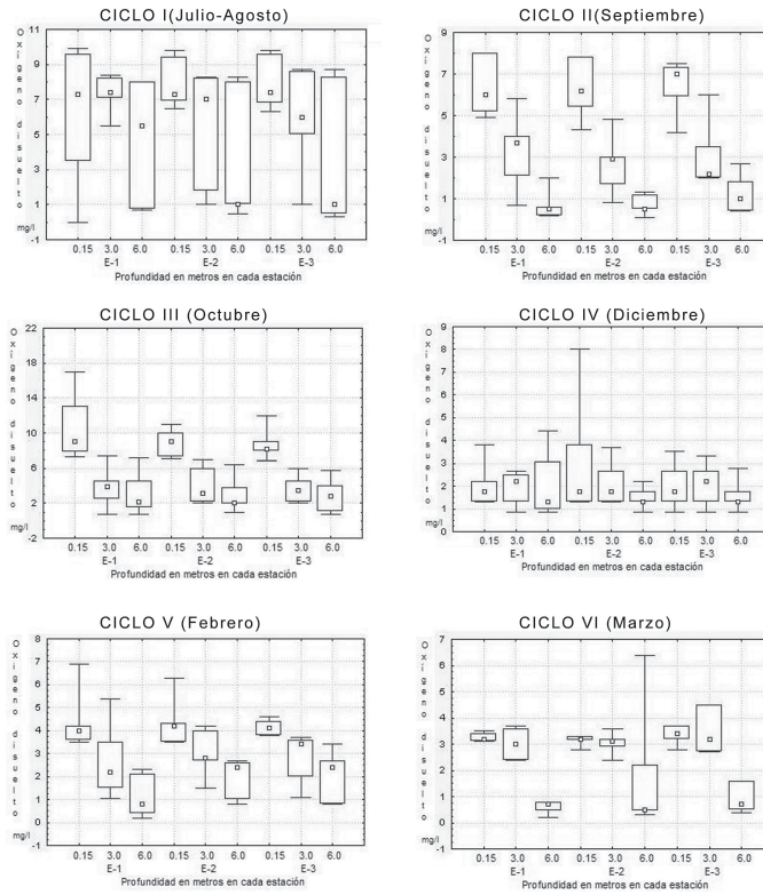 CICLO I(Julio-Agosto)
Oxígeno disuelto mg/l
11
9
7
5
3
1
-1
0.15 3.0 6.0 0.15 3.0 6.0 0.15 3.0 6.0
E-1 E-2 E-3
Profundidad en metros en cada estación
CICLO II(Septiembre)
Oxígeno disuelto mg/l
9
7
5
3
1
-1
0.15 3.0 6.0 0.15 3.0 6.0 0.15 3.0 6.0
E-1 E-2 E-3
Profundidad en metros en cada estación
CICLO III (Octubre)
Oxígeno disuelto mg/l
22
18
14
10
6
2
-2
0.15 3.0 6.0 0.15 3.0 6.0 0.15 3.0 6.0
E-1 E-2 E-3
Profundidad en metros en cada estación
CICLO IV (Diciembre)
Oxígeno disuelto mg/l
9
8
7
6
5
4
3
2
1
0
0.15 3.0 6.0 0.15 3.0 6.0 0.15 3.0 6.0
E-1 E-2 E-3
Profundidad en metros en cada estación
CICLO V (Febrero)
Oxígeno disuelto mg/l
8
7
6
5
4
3
2
1
0
-1
0.15 3.0 6.0 0.15 3.0 6.0 0.15 3.0 6.0
E-1 E-2 E-3
Profundidad en metros en cada estación
CICLO VI (Marzo)
Oxígeno disuelto mg/l
7
6
5
4
3
2
1
0
-1
0.15 3.0 6.0 0.15 3.0 6.0 0.15 3.0 6.0
E-1 E-2 E-3
Profundidad en metros en cada estación